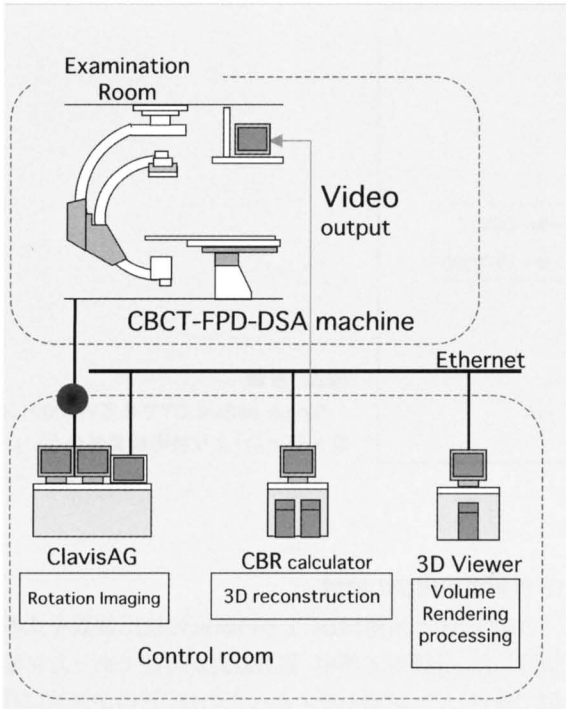 Examination
Room
Video
output
CBCT-FPD-DSA machine
Ethernet
ClavisAG
CBR calculator
3D Viewer
Rotation Imaging
3D reconstruction
Volume
Rendering
processing
Control room